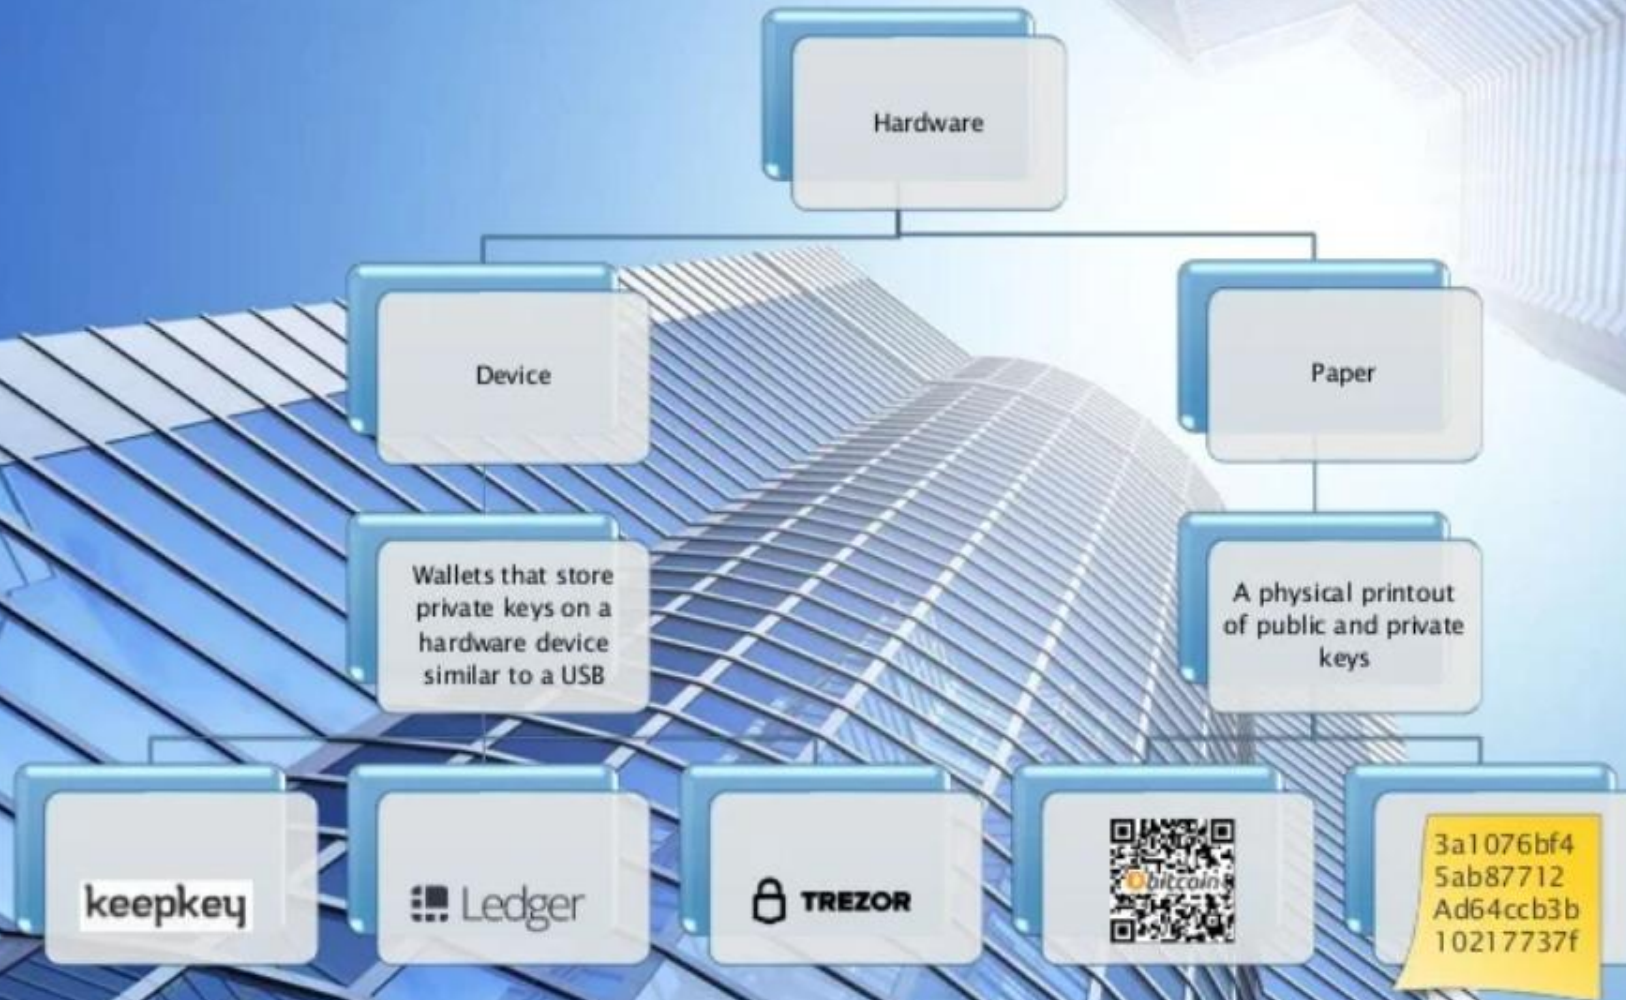 Hardware
Device
Paper
Wallets that store
private keys on a
hardware device
similar to a USB
A physical printout
of public and private
keys
keepkey
Ledger
TREZOR
bitcoin
3a1076bf4
5ab87712
Ad64ccb3b
10217737f